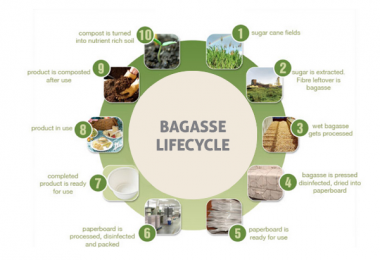 BAGASSE
LIFECYCLE
1
sugar cane fields
2
sugar is extracted.
Fibre leftover is
bagasse
3
wet bagasse
gets processed
4
bagasse is pressed
disinfected, dried into
paperboard
5
paperboard is
ready for use
6
paperboard is
processed, disinfected
and packed
7
completed
product is ready
for use
8
product in use
9
product is composted
after use
10
compost is turned
into nutrient rich soil